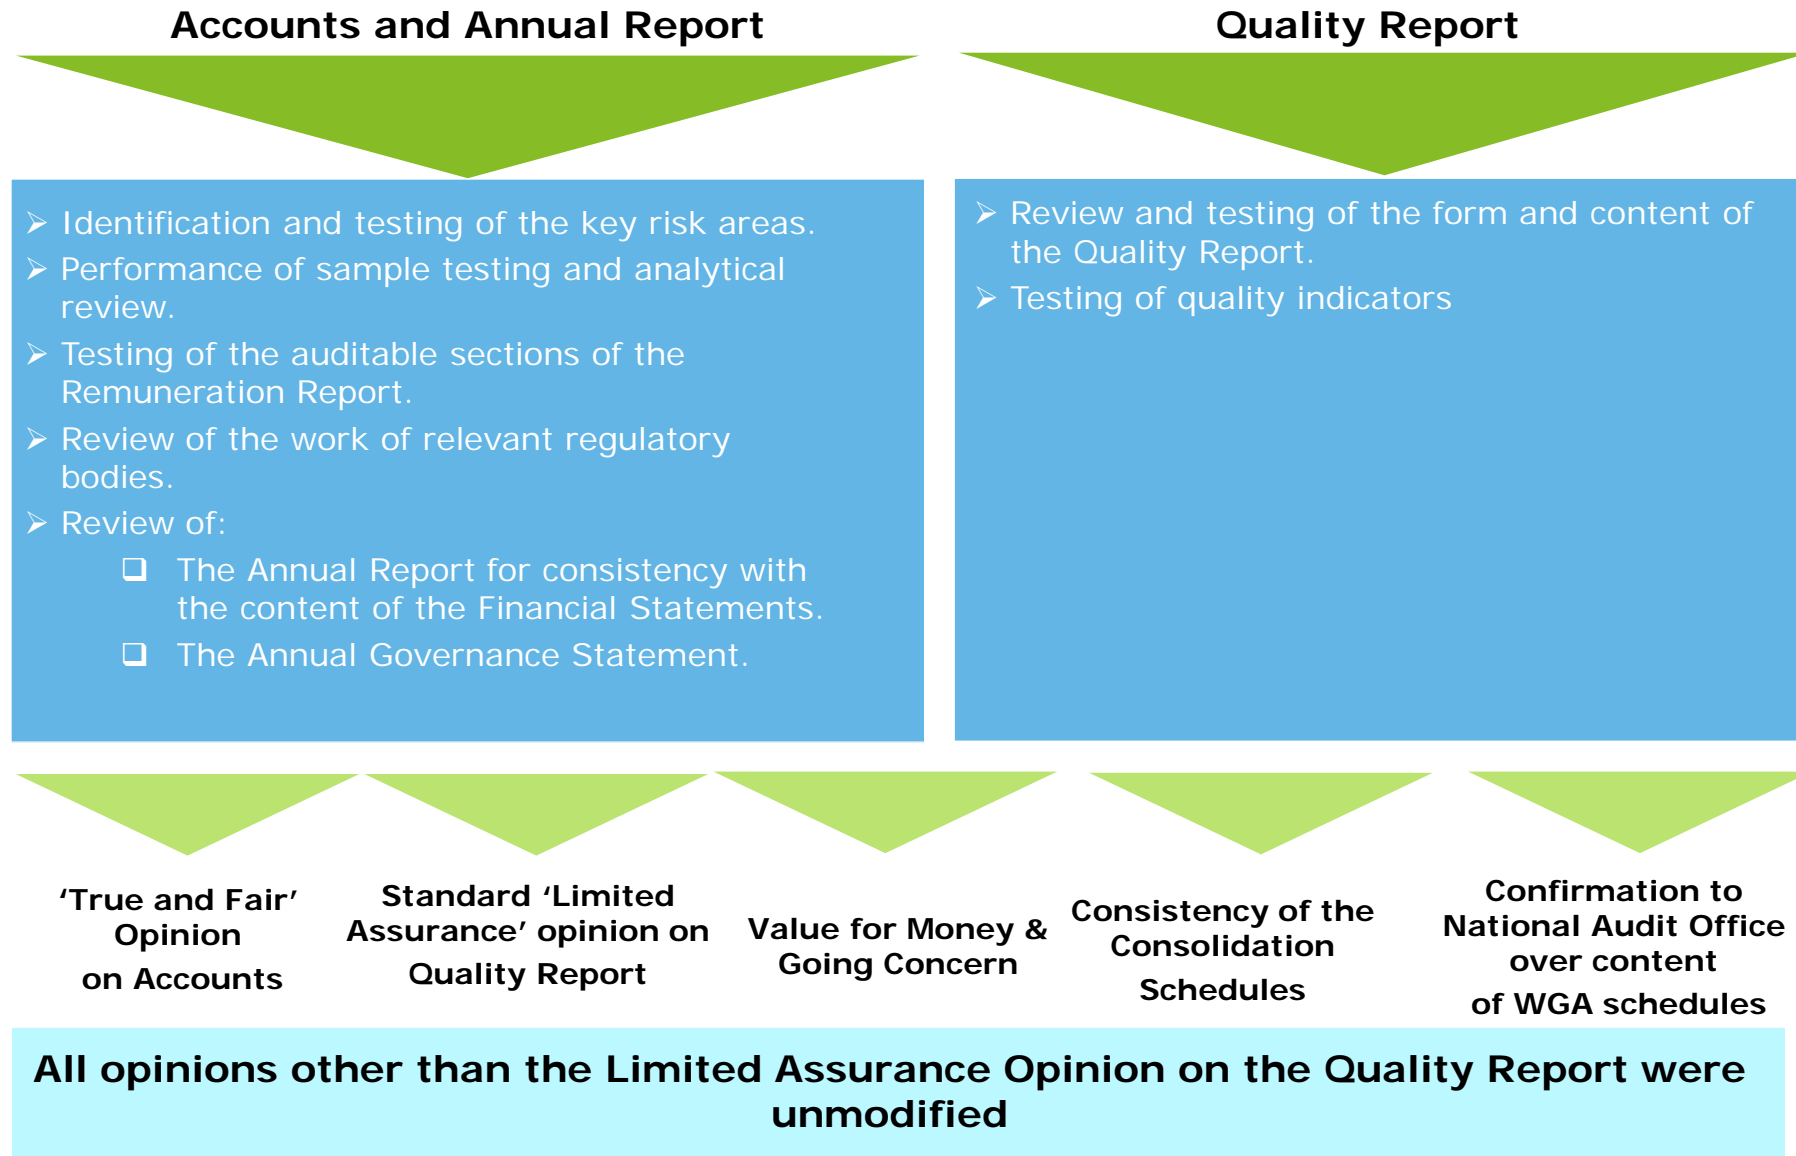 Accounts and Annual Report
Identification and testing of the key risk areas.
Performance of sample testing and analytical
review.
Testing of the auditable sections of the
Remuneration Report.
Review of the work of relevant regulatory
bodies.
Review of:
The Annual Report for consistency with
the content of the Financial Statements.
The Annual Governance Statement.
Quality Report
Review and testing of the form and content of
the Quality Report.
Testing of quality indicators
‘True and Fair’
Opinion
on Accounts
Standard ‘Limited
Assurance’ opinion on
Quality Report
Value for Money &
Going Concern
Consistency of the
Consolidation
Schedules
Confirmation to
National Audit Office
over content
of WGA schedules
All opinions other than the Limited Assurance Opinion on the Quality Report were
unmodified